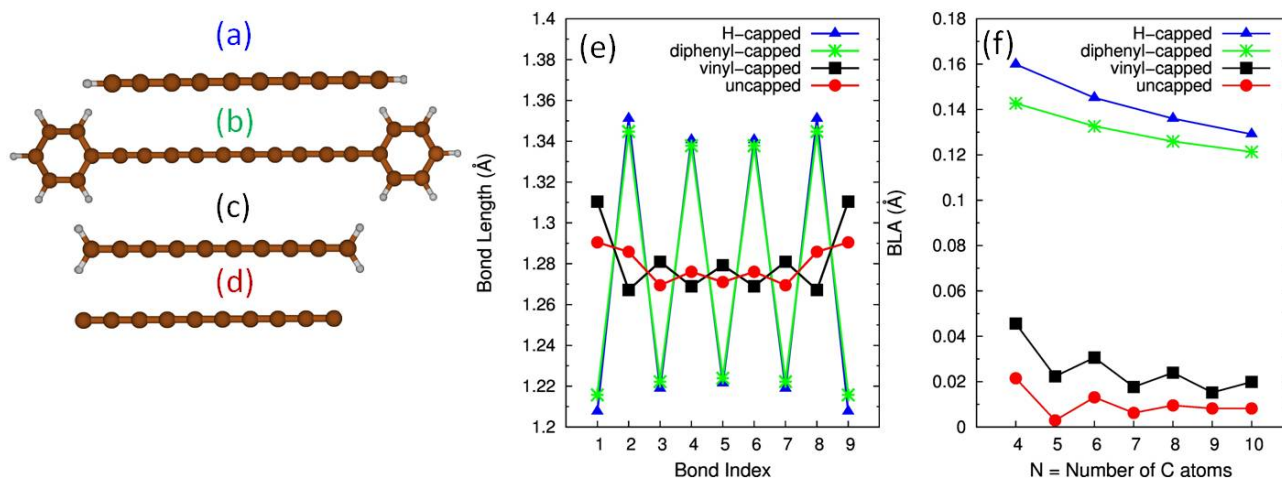 (a)
(b)
(c)
(d)
(e)
H-capped
diphenyl-capped
vinyl-capped
uncapped
Bond Length (Å)
1.4
1.38
1.36
1.34
1.32
1.3
1.28
1.26
1.24
1.22
1.2
1 2 3 4 5 6 7 8 9
Bond Index
(f)
H-capped
diphenyl-capped
vinyl-capped
uncapped
BLA (Å)
0.18
0.16
0.14
0.12
0.1
0.08
0.06
0.04
0.02
0
4 5 6 7 8 9 10
N = Number of C atoms